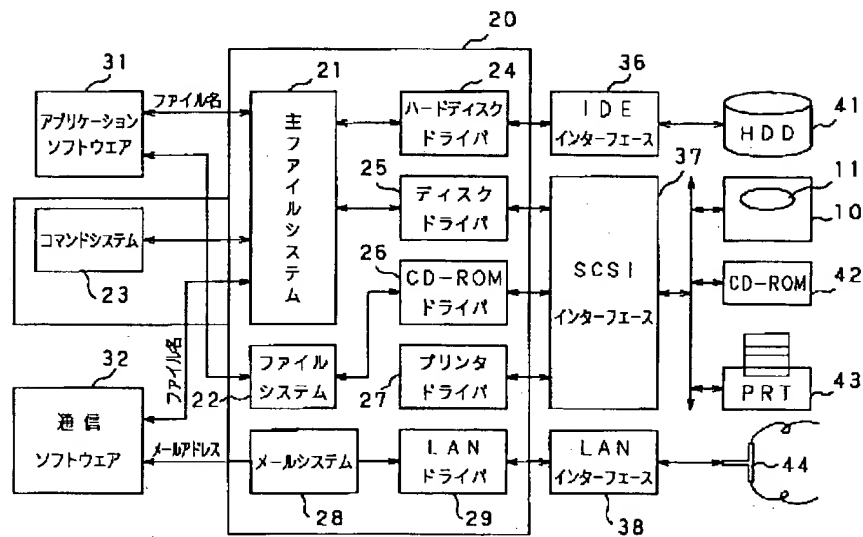 20
31
21
24
36
アプリケーション
ソフトウエア
ファイル名
主ファイルシステム
ハードディスク
ドライバ
IDE
インターフェース
HDD
41
25
37
ディスク
ドライバ
11
10
コマンドシステム
23
26
CD-ROM
ドライバ
SCSI
インターフェース
CD-ROM
42
32
ファイル名
ファイル
システム
22
プリンタ
ドライバ
27
PRT
43
通信
ソフトウエア
メールアドレス
メールシステム
28
LAN
ドライバ
29
LAN
インターフェース
38
44